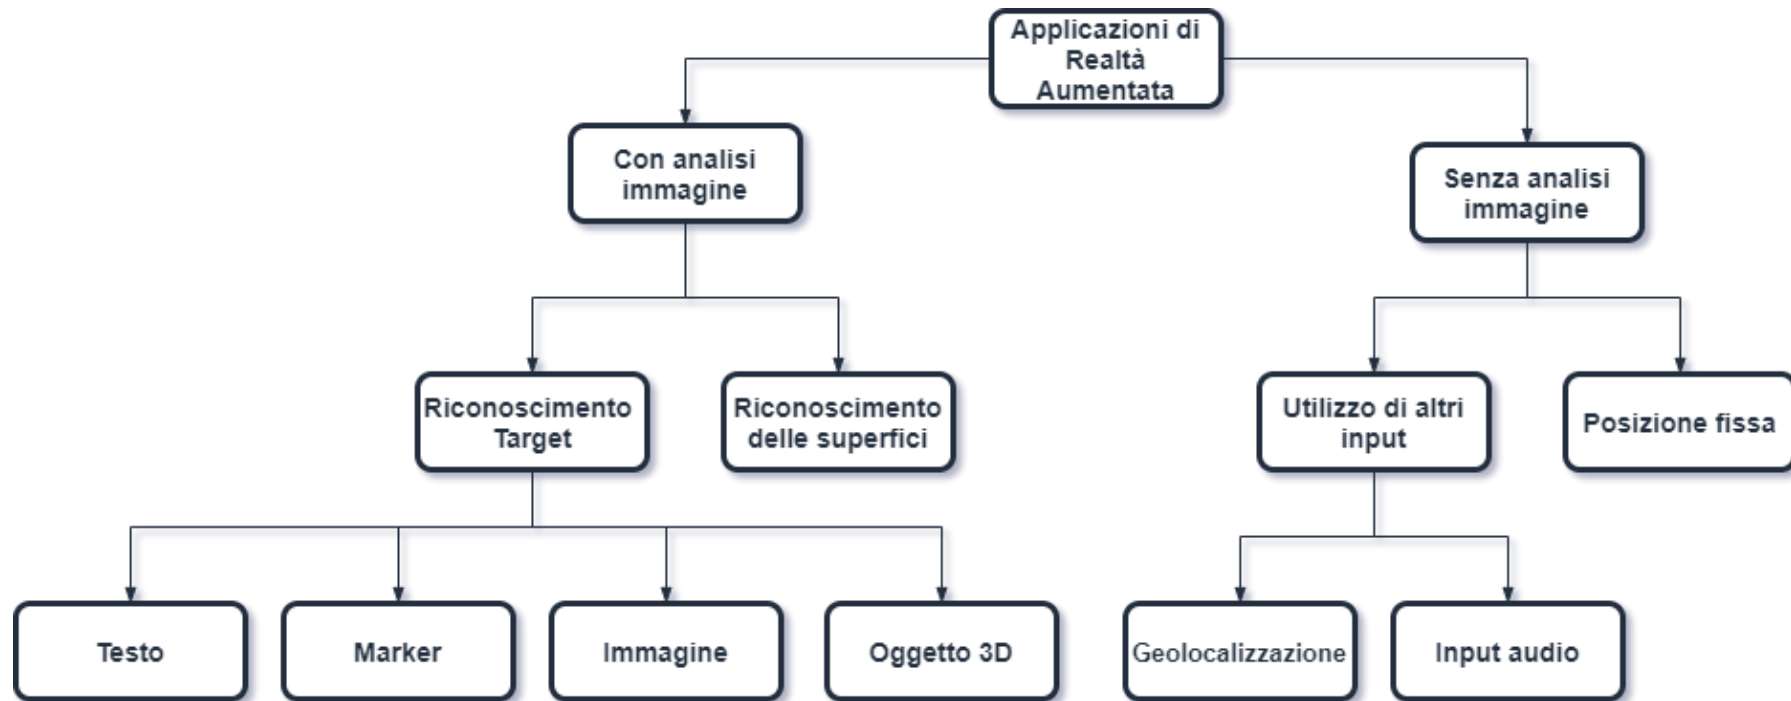 Applicazioni di
Realtà
Aumentata
Con analisi
immagine
Senza analisi
immagine
Riconoscimento
Target
Riconoscimento
delle superfici
Utilizzo di altri
input
Posizione fissa
Testo
Marker
Immagine
Oggetto 3D
Geolocalizzazione
Input audio